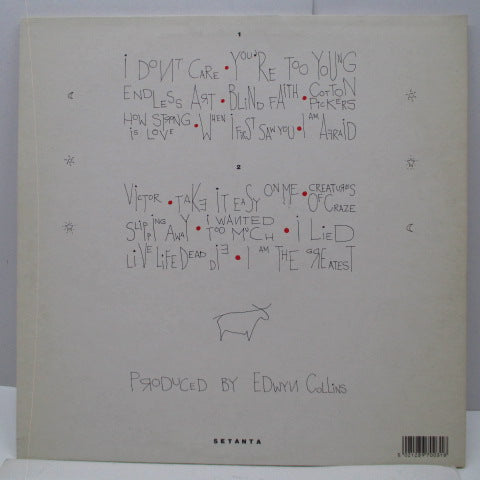 1
I DON'T CARE • YOU'RE TOO YOUNG
ENDLESS ART • BLIND FAITH • COTTON PICKERS
HOW STRONG IS LOVE • WHEN I FIRST SAW YOU • I AM AFRAID
2
VICTOR • TAKE IT EASY ON ME • CREATURES OF CRAZE
SLIPPING AWAY • I WANTED TOO MUCH • I LIED
LIVE LIFE DEAD DIE • I AM THE GREATEST
PRODUCED BY EDWYN COLLINS
SETANTA